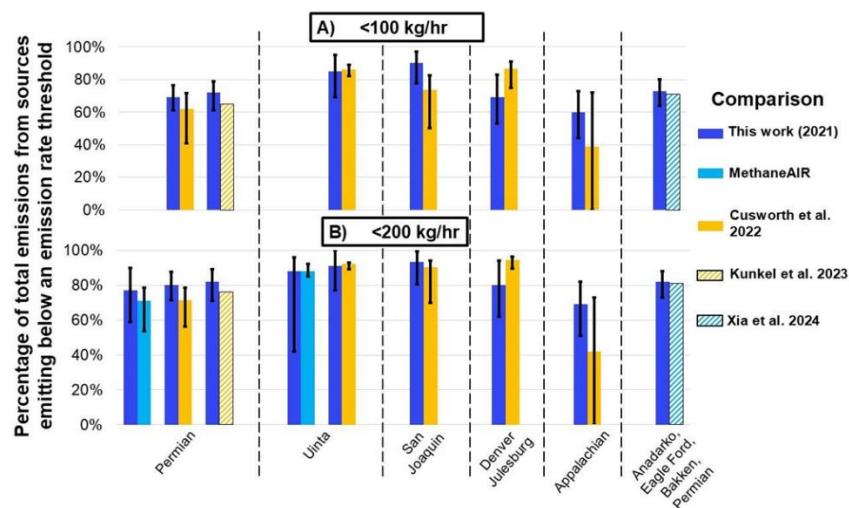 A) <100 kg/hr
Percentage of total emissions from sources
emitting below an emission rate threshold
100%
80%
60%
40%
20%
0%
B) <200 kg/hr
100%
80%
60%
40%
20%
0%
Permian
Uinta
San
Joaquin
Denver
Julesburg
Appalachian
Anadarko,
Eagle Ford,
Bakken,
Permian
Comparison
This work (2021)
MethaneAIR
Cusworth et al.
2022
Kunkel et al. 2023
Xia et al. 2024